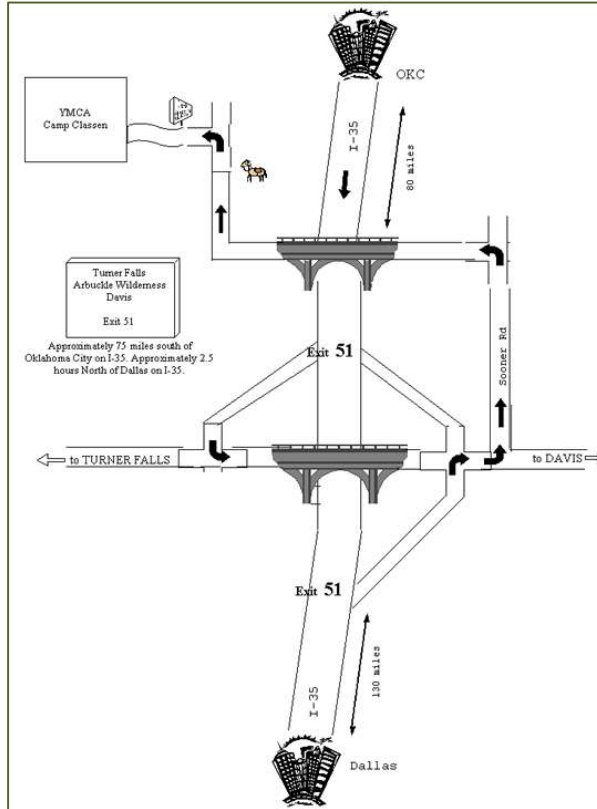 OKC
YMCA
Camp Classen
I-35
80 miles
Turner Falls
Arbuckle Wilderness
Davis
Exit 51
Approximately 75 miles south of
Oklahoma City on I-35. Approximately 2.5
hours North of Dallas on I-35.
Exit 51
Sooner Rd
to TURNER FALLS
to DAVIS
Exit 51
130 miles
I-35
Dallas